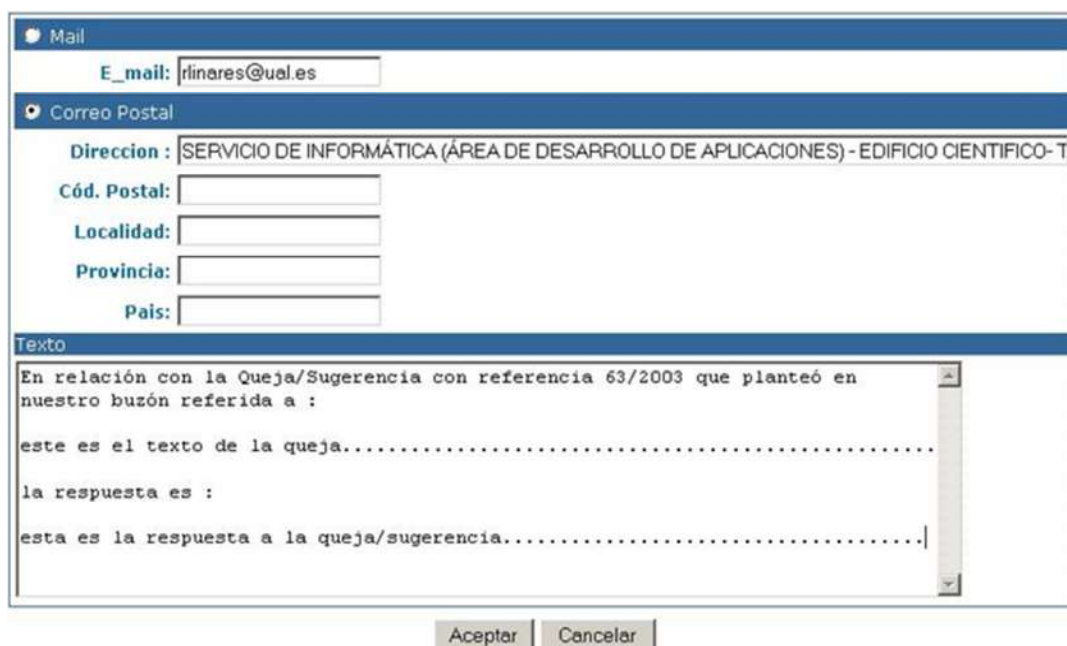 Mail
E_mail: rlinares@ual.es
Correo Postal
Direccion : SERVICIO DE INFORMÁTICA (ÁREA DE DESARROLLO DE APLICACIONES) - EDIFICIO CIENTIFICO- T
Cód. Postal:
Localidad:
Provincia:
Pais:
Texto
En relación con la Queja/Sugerencia con referencia 63/2003 que planteó en
nuestro buzón referida a :
este es el texto de la queja....................................................
la respuesta es :
esta es la respuesta a la queja/sugerencia.....................................
Aceptar Cancelar